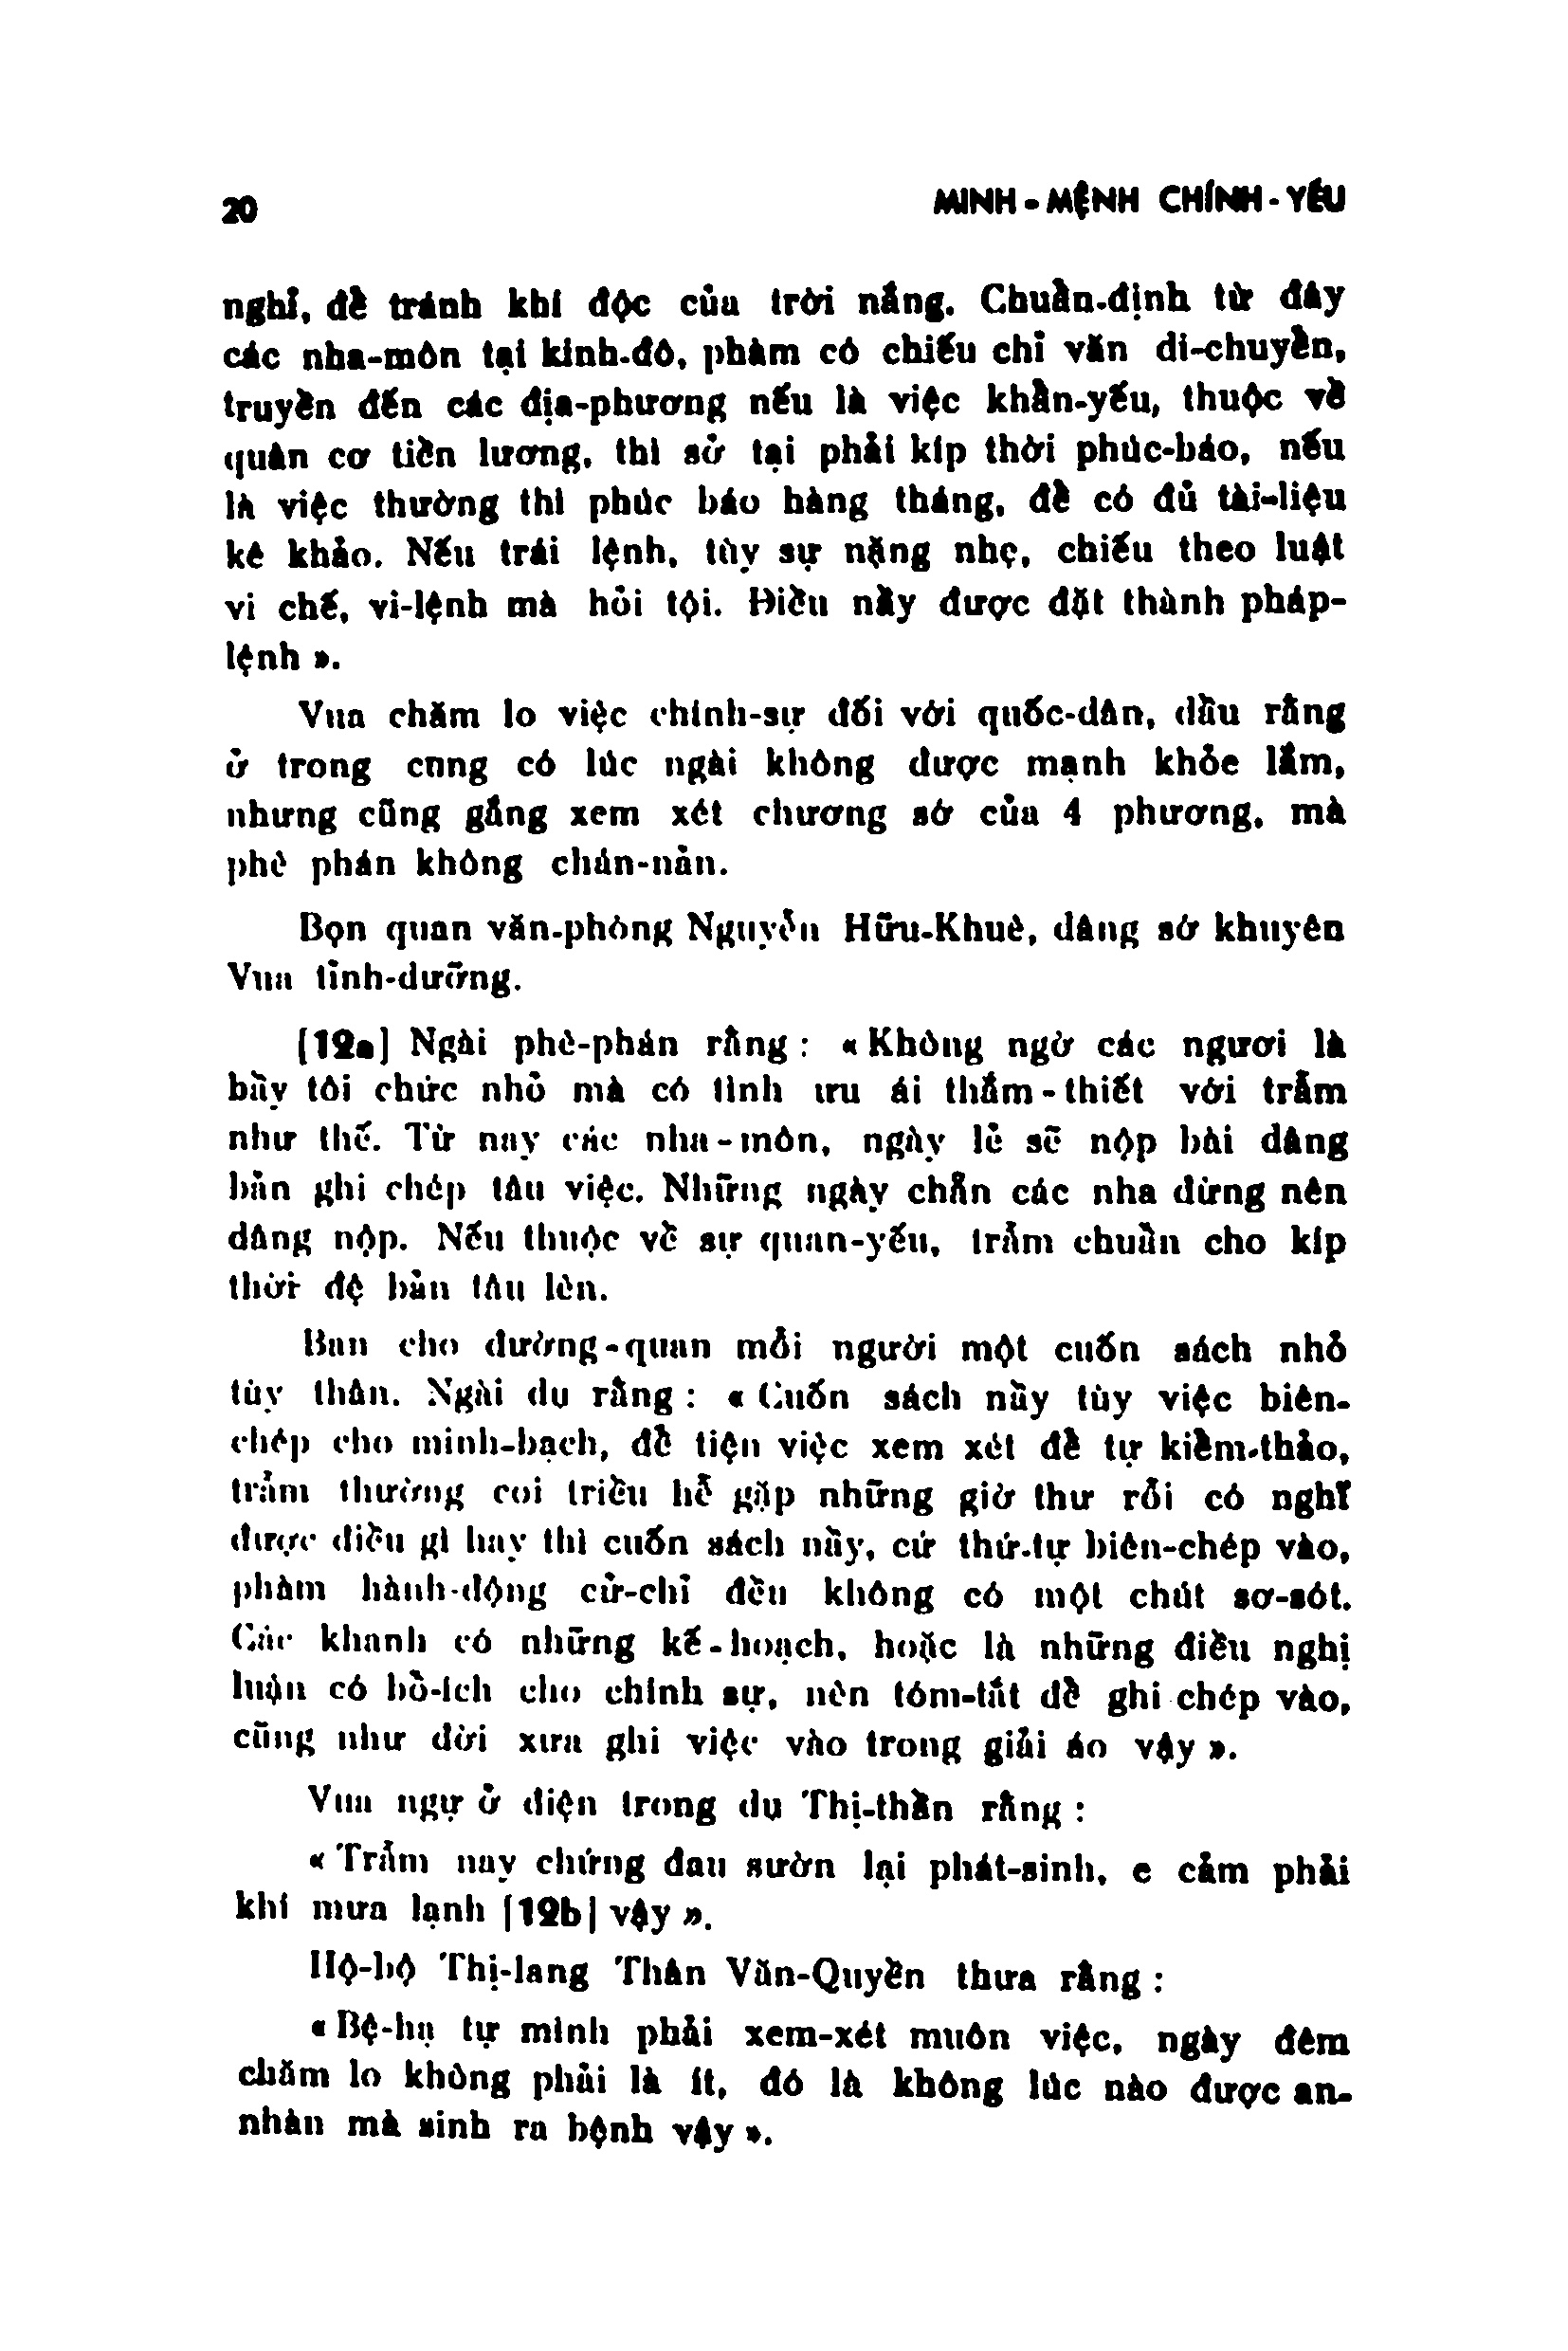 20
MINH - MỆNH CHÍNH - YẾU
nghỉ, để tránh khí độc của trời nắng. Chuẩn-định từ đây
các nha-môn tại kinh-đô, phàm có chiếu chỉ văn di-chuyển,
truyền đến các địa-phương nếu là việc khẩn-yếu, thuộc về
quân cơ tiền lương, thì sử tại phải kíp thời phúc-báo, nếu
là việc thường thì phúc báo hàng tháng, để có đủ tài-liệu
kê khảo. Nếu trái lệnh, tùy sự nặng nhẹ, chiếu theo luật
vi chế, vi-lệnh mà hỏi tội. Điều nầy được đặt thành pháp-
lệnh ».
Vua chăm lo việc chính-sự đối với quốc-dân, dầu rằng
ở trong cung có lúc ngài không được mạnh khỏe lắm,
nhưng cũng gắng xem xét chương sớ của 4 phương, mà
phê phán không chán-nản.
Bọn quan văn-phòng Nguyễn Hữu-Khuê, dâng sớ khuyên
Vua tĩnh-dưỡng.
[12a] Ngài phê-phán rằng : « Không ngờ các ngươi là
bầy tôi chức nhỏ mà có tình ưu ái thắm - thiết với trẫm
như thế. Từ nay các nha - môn, ngày lẻ sẽ nộp bài dâng
bản ghi chép tâu việc. Những ngày chẵn các nha dừng nên
dâng nộp. Nếu thuộc về sự quan-yếu, trẫm chuẩn cho kíp
thời đệ bản tâu lên.
Ban cho đường - quan mỗi người một cuốn sách nhỏ
tùy thân. Ngài dụ rằng : « Cuốn sách nầy tùy việc biên-
chép cho minh-bạch, để tiện việc xem xét để tự kiểm-thảo,
trẫm thường coi triều hễ gặp những giờ thư rỗi có nghĩ
được điều gì hay thì cuốn sách nầy, cứ thứ-tự biên-chép vào,
phàm hành-động cử-chỉ đều không có một chút sơ-sót.
Các khanh có những kế - hoạch, hoặc là những điều nghị
luận có bồ-ích cho chính sự, nên tóm-tắt để ghi chép vào,
cũng như đời xưa ghi việc vào trong giải áo vậy ».
Vua ngự ở điện trong dụ Thị-thần rằng :
« Trẫm nay chứng đau sườn lại phát-sinh, e cảm phải
khí mưa lạnh [12b] vậy ».
Hộ-bộ Thị-lang Thân Văn-Quyền thưa rằng :
« Bệ-hạ tự mình phải xem-xét muôn việc, ngày đêm
chăm lo không phải là ít, đó là không lúc nào được an-
nhàn mà sinh ra bệnh vậy ».